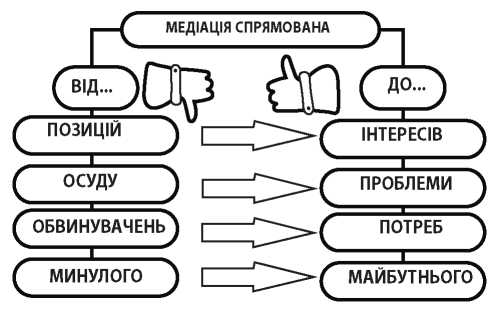 МЕДІАЦІЯ СПРЯМОВАНА
ВІД...
ДО...
ПОЗИЦІЙ
ІНТЕРЕСІВ
ОСУДУ
ПРОБЛЕМИ
ОБВИНУВАЧЕНЬ
ПОТРЕБ
МИНУЛОГО
МАЙБУТНЬОГО